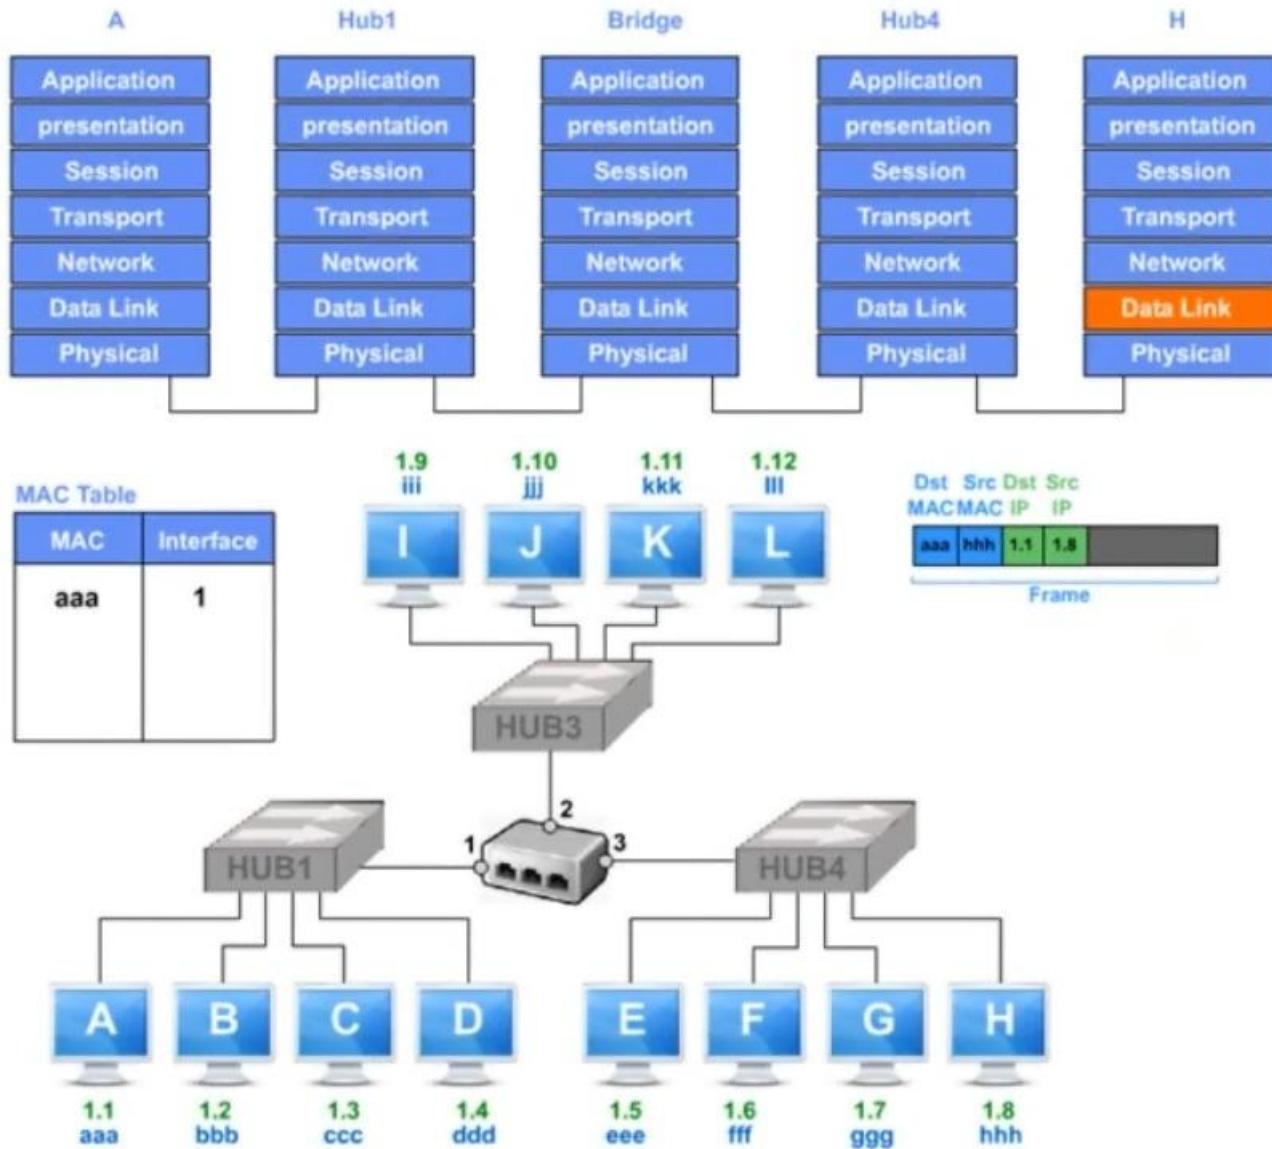 A Hub1 Bridge Hub4 H
Application Application Application Application Application
presentation presentation presentation presentation presentation
Session Session Session Session Session
Transport Transport Transport Transport Transport
Network Network Network Network Network
Data Link Data Link Data Link Data Link Data Link
Physical Physical Physical Physical Physical
MAC Table
MAC Interface
aaa 1
1.9 1.10 1.11 1.12
iii jjj kkk lll
I J K L
Dst Src Dst Src
MAC MAC IP IP
aaa hhh 1.1 1.8
Frame
HUB3
2
1 3
HUB1 HUB4
A B C D E F G H
1.1 1.2 1.3 1.4 1.5 1.6 1.7 1.8
aaa bbb ccc ddd eee fff ggg hhh